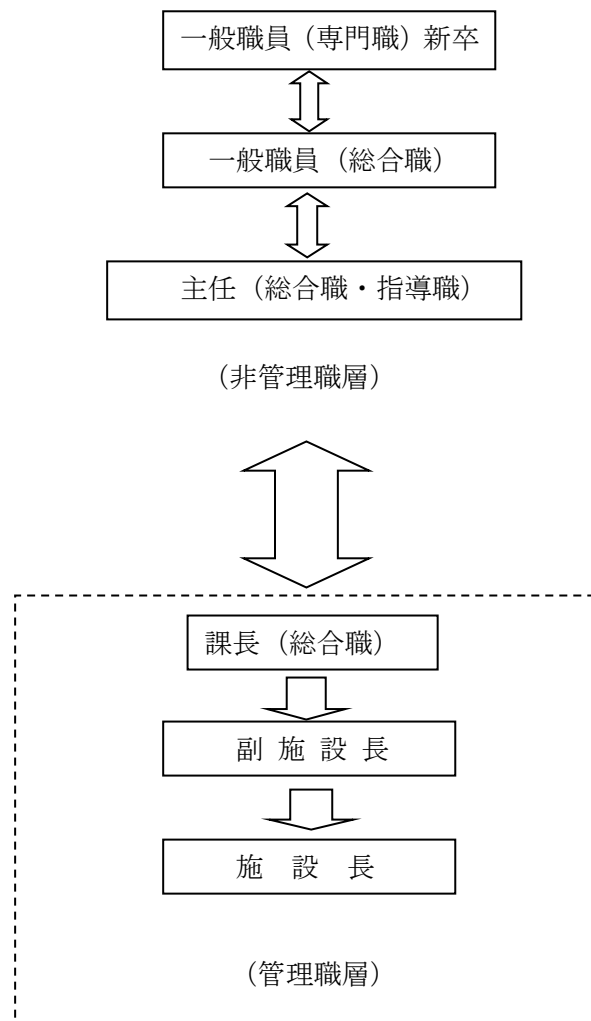 一般職員（専門職）新卒
一般職員（総合職）
主任（総合職・指導職）
（非管理職層）
課長（総合職）
副 施 設 長
施　設　長
（管理職層）